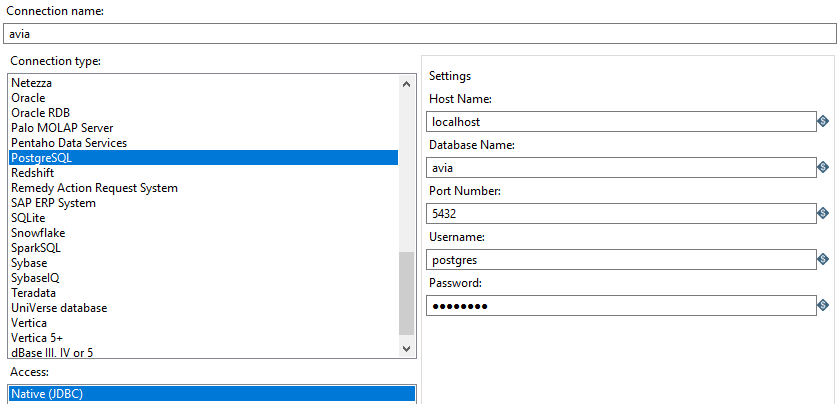 Connection name:
avia
Connection type:
Netezza
Oracle
Oracle RDB
Palo MOLAP Server
Pentaho Data Services
PostgreSQL
Redshift
Remedy Action Request System
SAP ERP System
SQLite
Snowflake
SparkSQL
Sybase
SybaseIQ
Teradata
UniVerse database
Vertica
Vertica 5+
dBase III, IV or 5
Access:
Native (JDBC)
Settings
Host Name:
localhost
Database Name:
avia
Port Number:
5432
Username:
postgres
Password:
●●●●●●●●